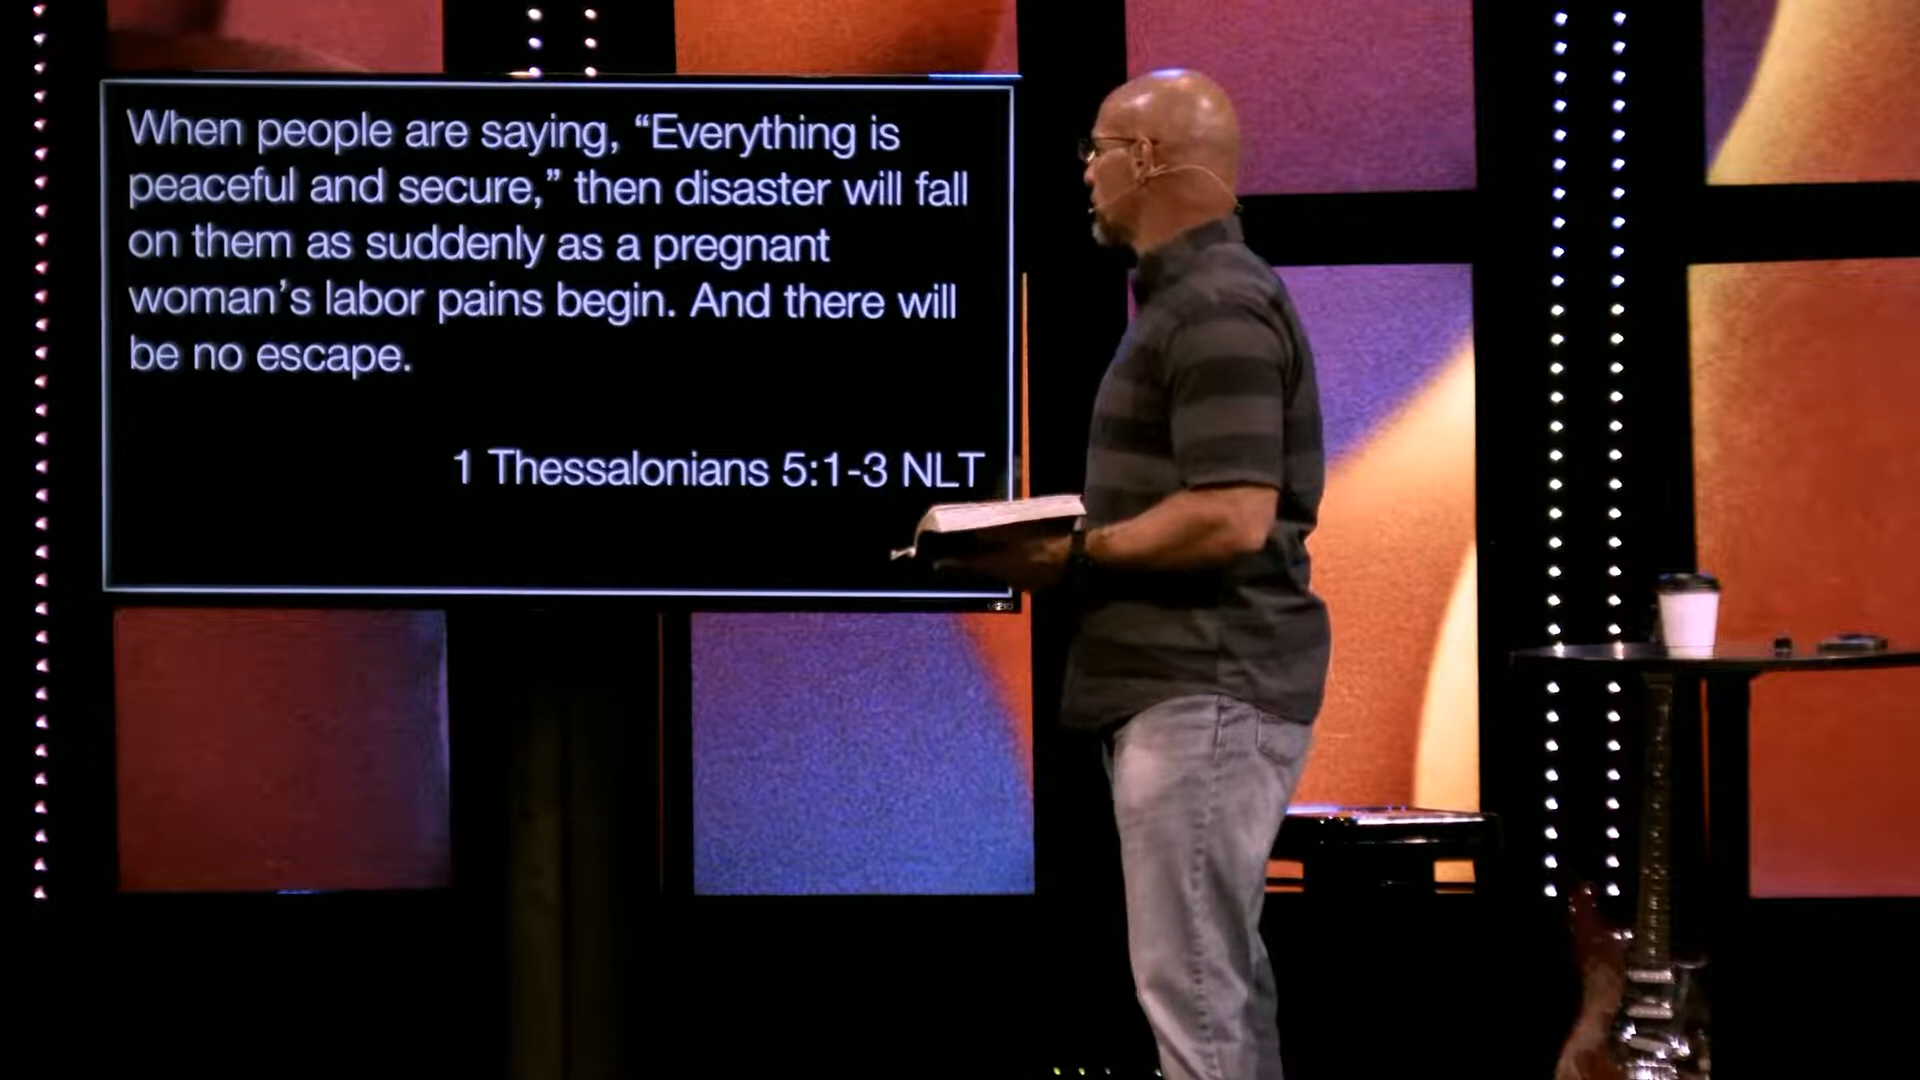 When people are saying, “Everything is
peaceful and secure,” then disaster will fall
on them as suddenly as a pregnant
woman’s labor pains begin. And there will
be no escape.
1 Thessalonians 5:1-3 NLT
VIZIO